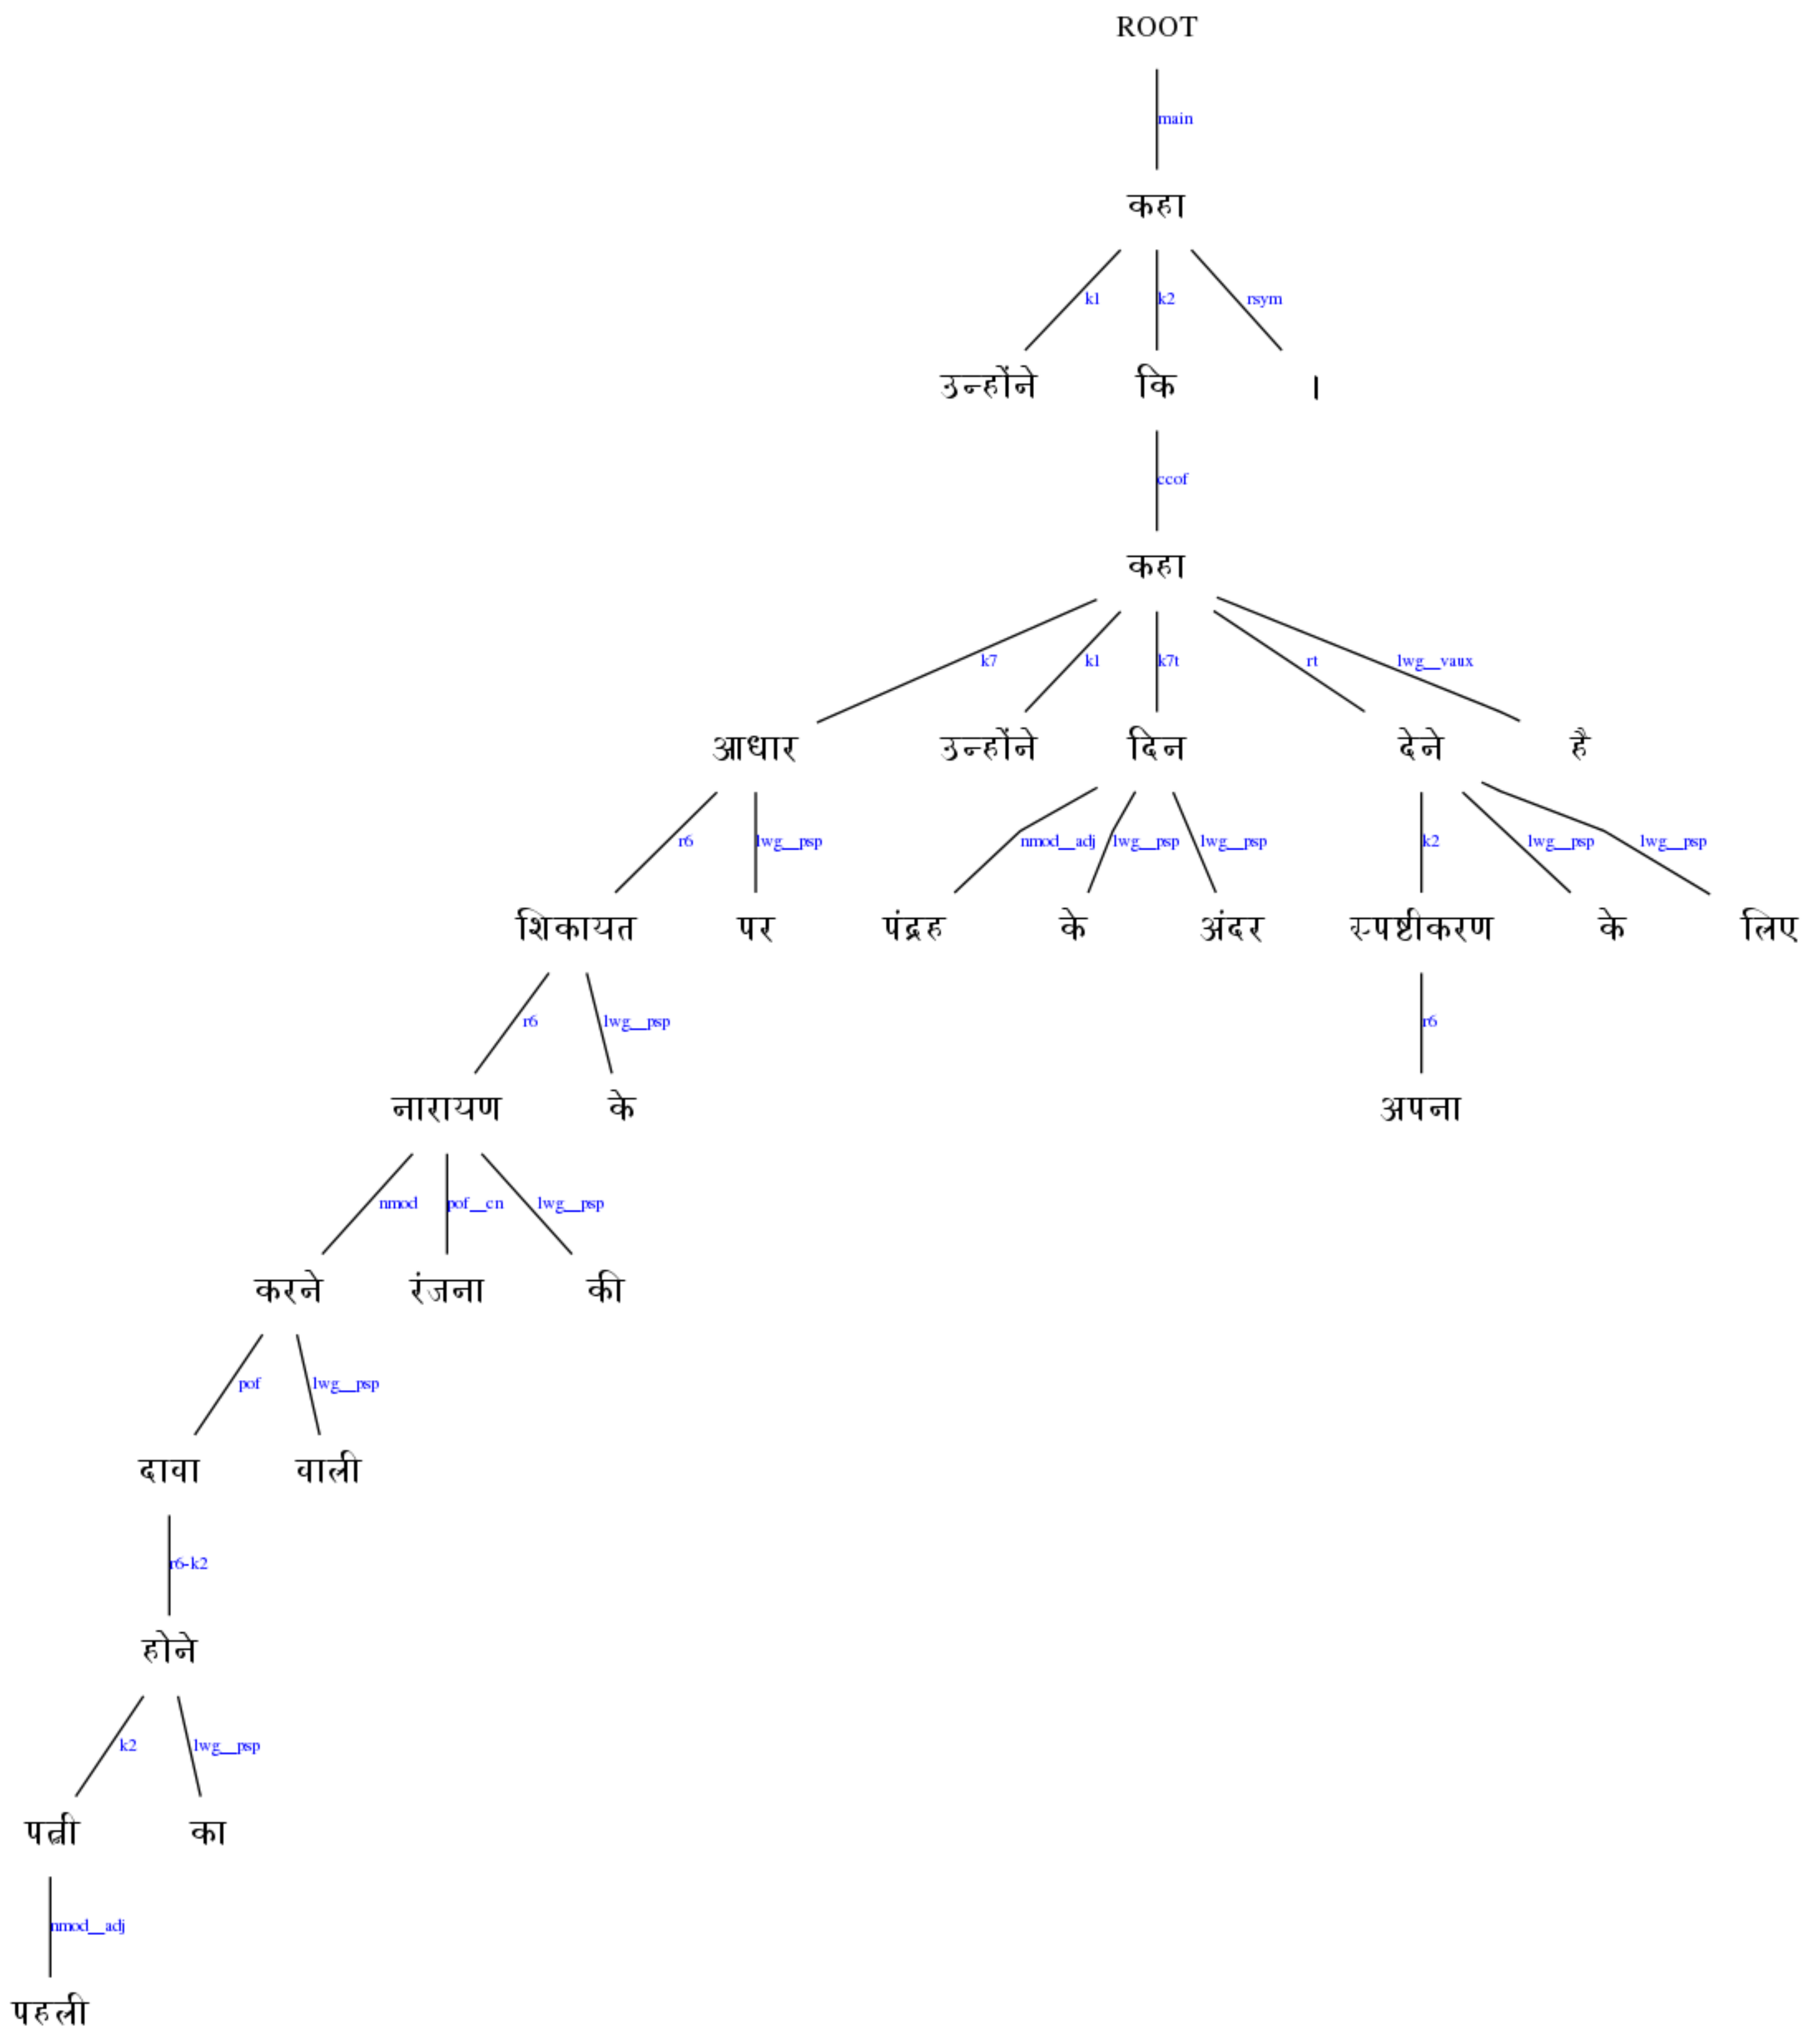 ROOT
main
कहा
k1 k2 rsym
उन्होंने कि ।
ccof
कहा
k7 k1 k7t rt lwg__vaux
आधार उन्होंने दिन देने है
r6 lwg__psp nmod__adj lwg__psp lwg__psp k2 lwg__psp lwg__psp
शिकायत पर पंद्रह के अंदर स्पष्टीकरण के लिए
r6 lwg__psp r6
नारायण के अपना
nmod pof__cn lwg__psp
करने रंजना की
pof lwg__psp
दावा वाली
r6-k2
होने
k2 lwg__psp
पत्नी का
nmod__adj
पहली